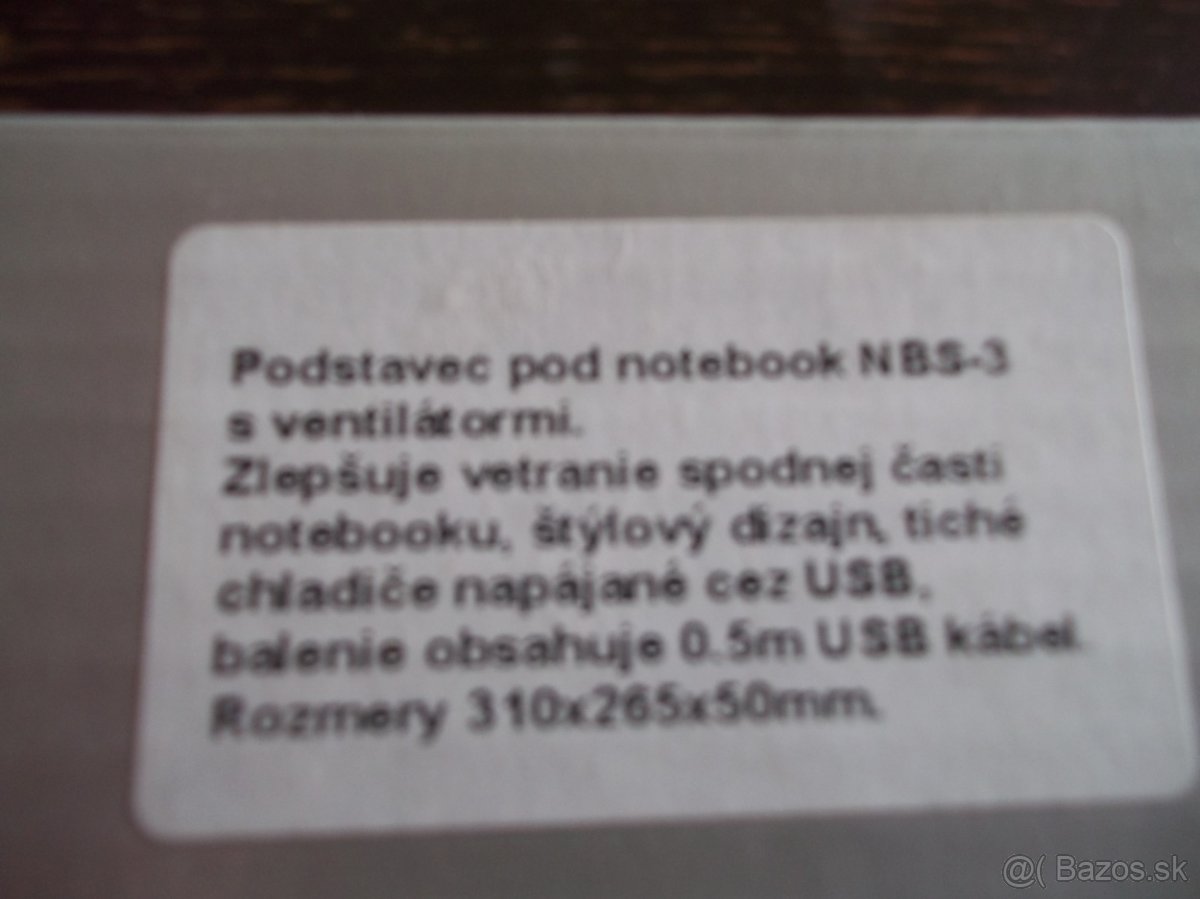 Podstavec pod notebook NBS-3
s ventilátormi.
Zlepšuje vetranie spodnej časti
notebooku, štýlový dizajn, tiché
chladiče napájané cez USB,
balenie obsahuje 0.5m USB kábel.
Rozmery 310x265x50mm.
@( Bazos.sk